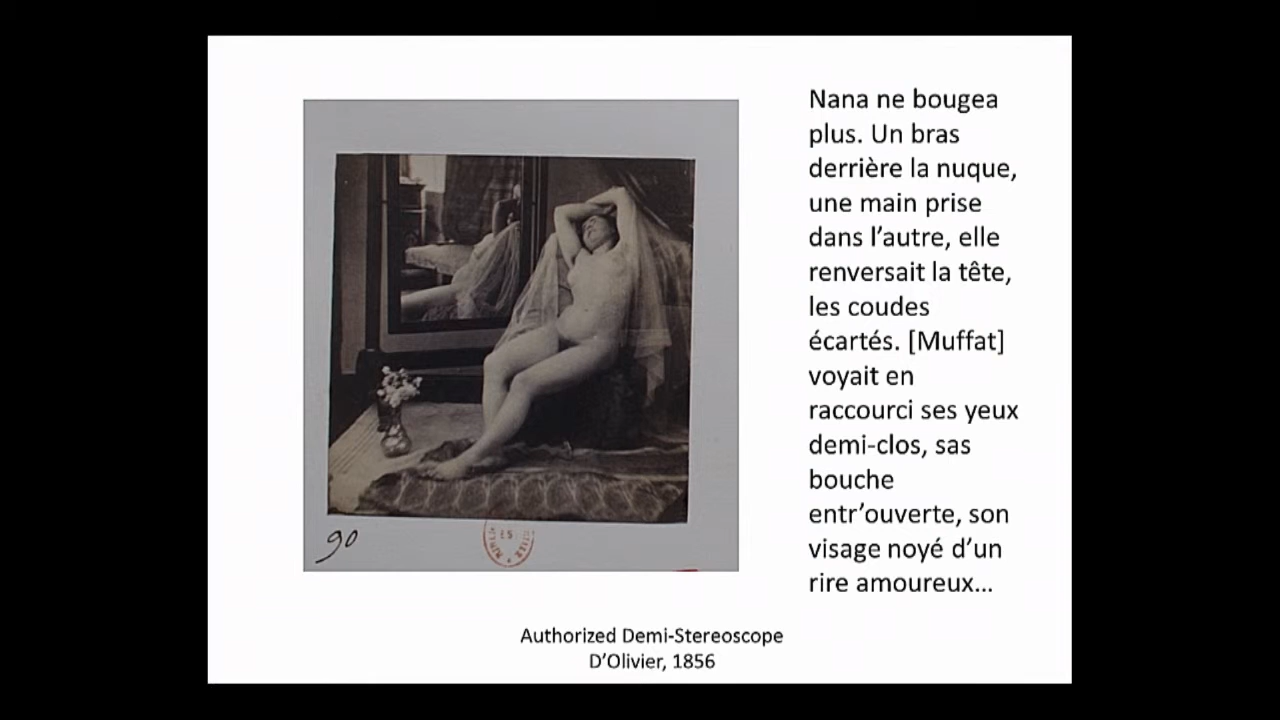 Nana ne bougea
plus. Un bras
derrière la nuque,
une main prise
dans l’autre, elle
renversait la tête,
les coudes
écartés. [Muffat]
voyait en
raccourci ses yeux
demi-clos, sas
bouche
entr’ouverte, son
visage noyé d’un
rire amoureux…
90
Authorized Demi-Stereoscope
D’Olivier, 1856